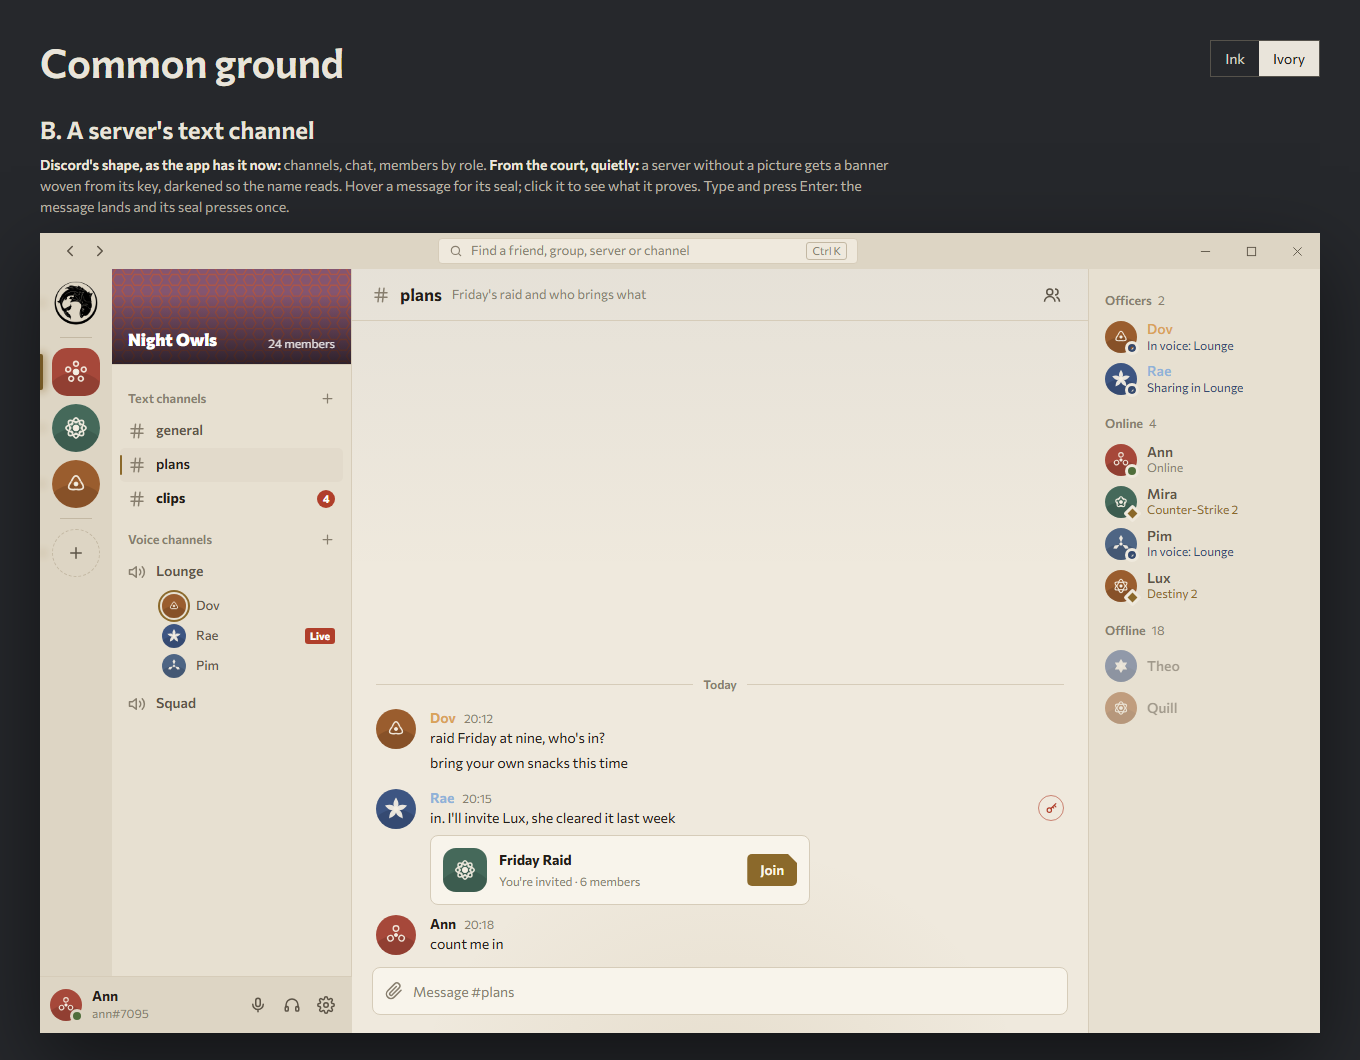 Common ground
Ink
Ivory
B. A server's text channel
Discord's shape, as the app has it now: channels, chat, members by role. From the court, quietly: a server without a picture gets a banner
woven from its key, darkened so the name reads. Hover a message for its seal; click it to see what it proves. Type and press Enter: the
message lands and its seal presses once.
Find a friend, group, server or channel
Ctrl K
Night Owls
24 members
Text channels
general
plans
clips
4
Voice channels
Lounge
Dov
Rae
Live
Pim
Squad
Ann
ann#7095
# plans
Friday's raid and who brings what
Today
Dov 20:12
raid Friday at nine, who's in?
bring your own snacks this time
Rae 20:15
in. I'll invite Lux, she cleared it last week
Friday Raid
You're invited · 6 members
Join
Ann 20:18
count me in
Message #plans
Officers 2
Dov
In voice: Lounge
Rae
Sharing in Lounge
Online 4
Ann
Online
Mira
Counter-Strike 2
Pim
In voice: Lounge
Lux
Destiny 2
Offline 18
Theo
Quill